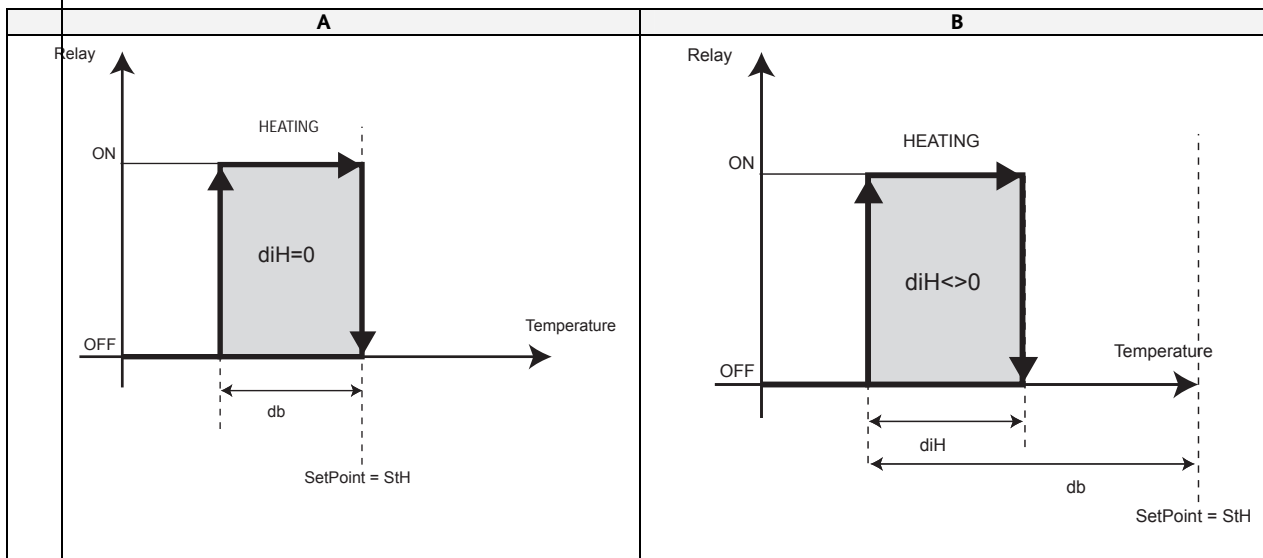 A
Relay
HEATING
ON
diH=0
Temperature
OFF
db
SetPoint = StH
B
Relay
HEATING
ON
diH<>0
Temperature
OFF
diH
db
SetPoint = StH